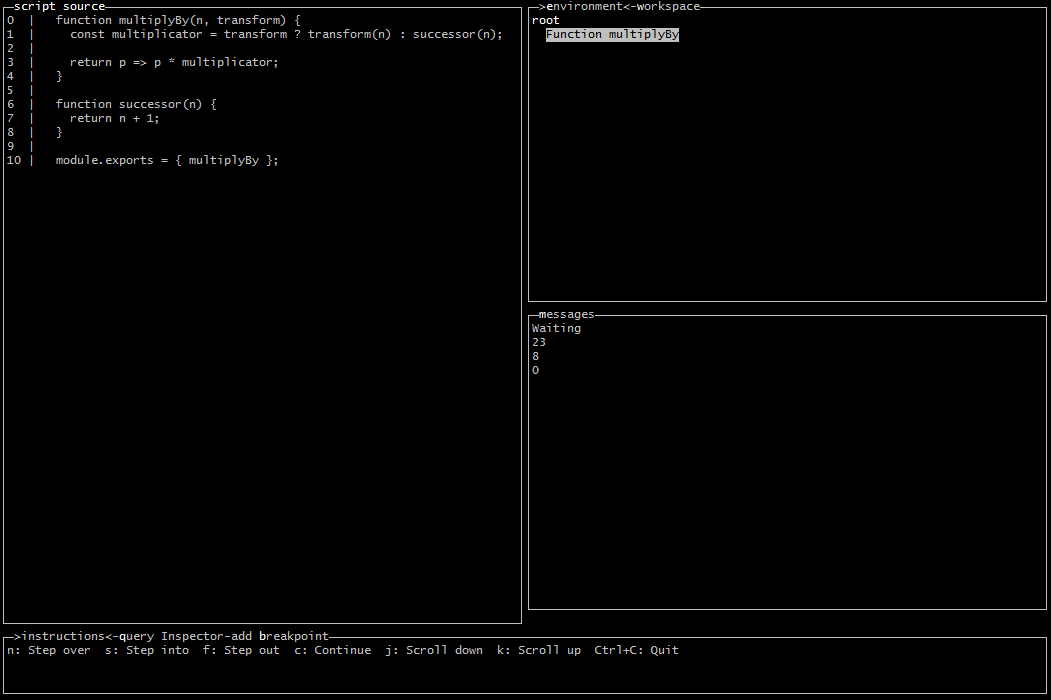 script source
0  |   function multiplyBy(n, transform) {
1  |     const multiplicator = transform ? transform(n) : successor(n);
2  |
3  |     return p => p * multiplicator;
4  |   }
5  |
6  |   function successor(n) {
7  |     return n + 1;
8  |   }
9  |
10 |   module.exports = { multiplyBy };
>environment<-workspace
root
Function multiplyBy
messages
Waiting
23
8
0
>instructions<-query Inspector-add breakpoint
n: Step over  s: Step into  f: Step out  c: Continue  j: Scroll down  k: Scroll up  Ctrl+C: Quit